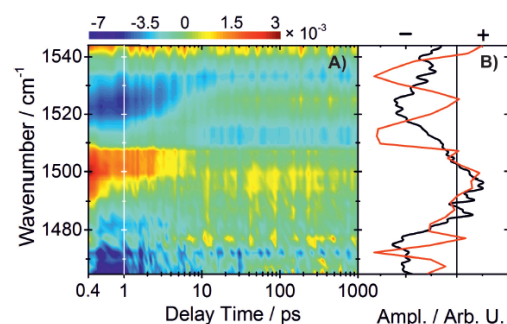 -7 -3.5 0 1.5 3 × 10⁻³
− +
A) B)
1540
1520
1500
1480
Wavenumber / cm⁻¹
0.4 1 10 100 1000
Delay Time / ps
Ampl. / Arb. U.